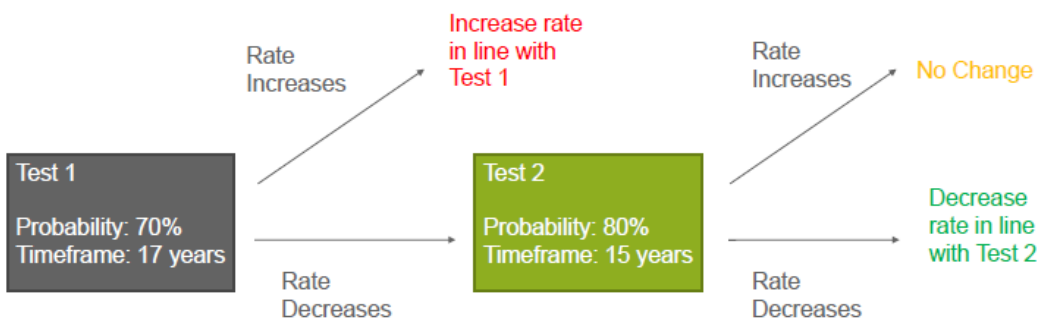 Rate
Increases
Increase rate
in line with
Test 1
Rate
Increases
No Change
Test 1
Probability: 70%
Timeframe: 17 years
Rate
Decreases
Test 2
Probability: 80%
Timeframe: 15 years
Rate
Decreases
Decrease
rate in line
with Test 2